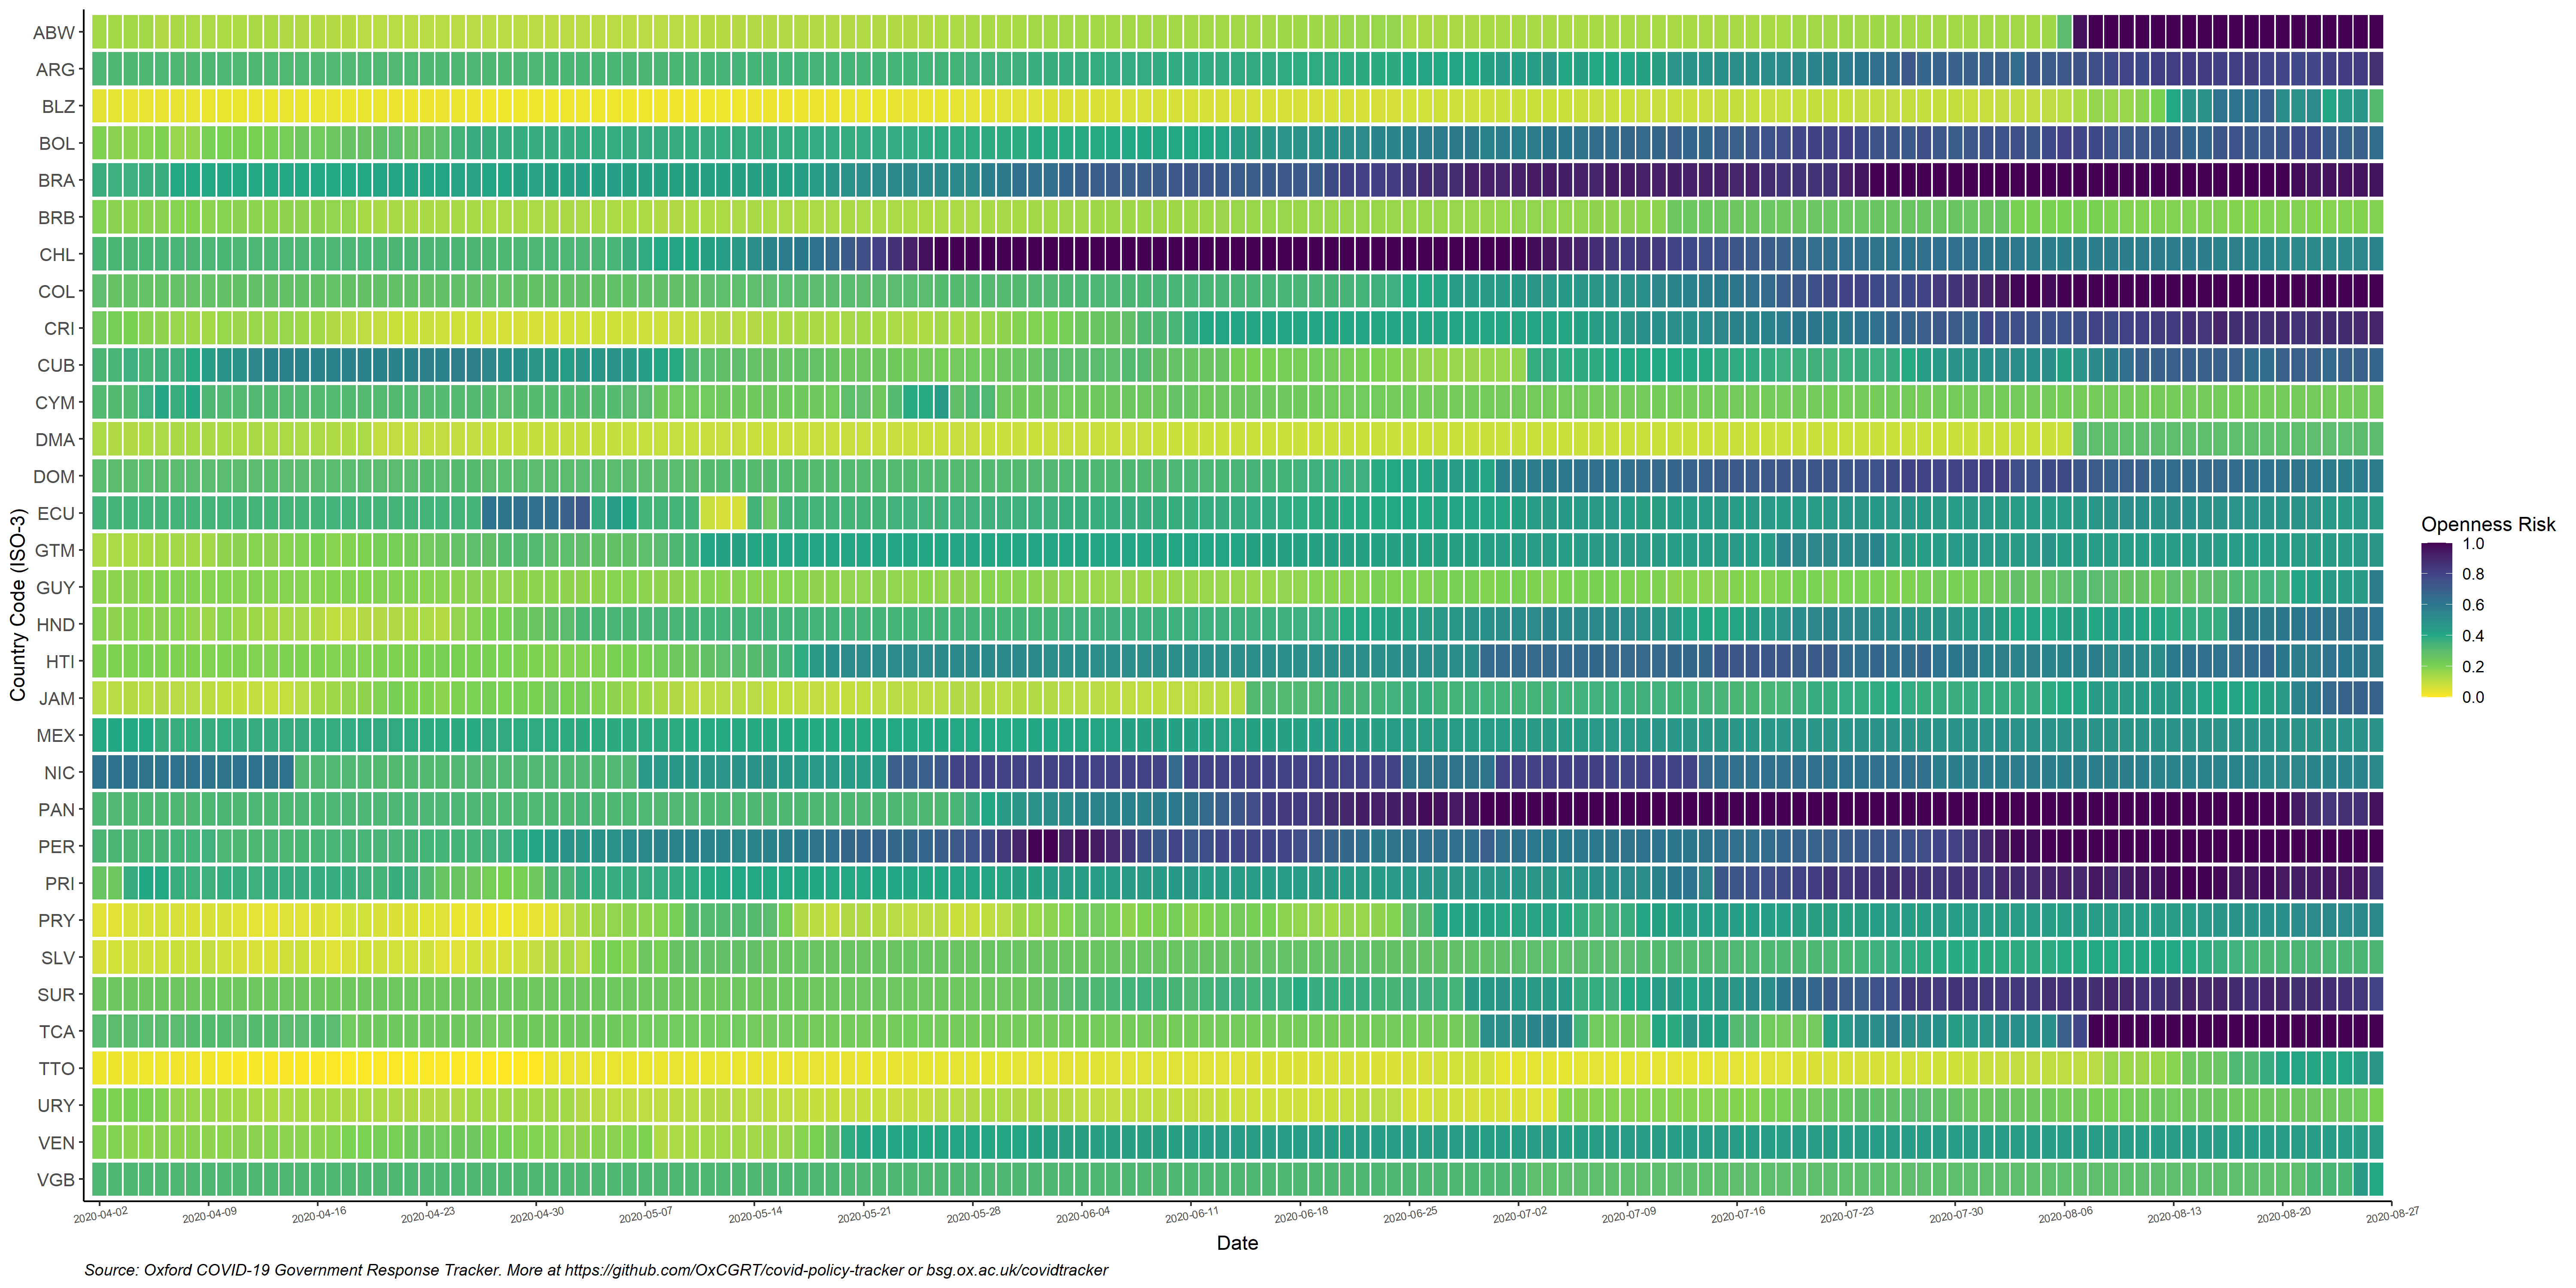 ABW
ARG
BLZ
BOL
BRA
BRB
CHL
COL
CRI
CUB
CYM
DMA
DOM
ECU
GTM
GUY
HND
HTI
JAM
MEX
NIC
PAN
PER
PRI
PRY
SLV
SUR
TCA
TTO
URY
VEN
VGB
Country Code (ISO-3)
2020-04-02 2020-04-09 2020-04-16 2020-04-23 2020-04-30 2020-05-07 2020-05-14 2020-05-21 2020-05-28 2020-06-04 2020-06-11 2020-06-18 2020-06-25 2020-07-02 2020-07-09 2020-07-16 2020-07-23 2020-07-30 2020-08-06 2020-08-13 2020-08-20 2020-08-27
Date
Openness Risk
1.0
0.8
0.6
0.4
0.2
0.0
Source: Oxford COVID-19 Government Response Tracker. More at https://github.com/OxCGRT/covid-policy-tracker or bsg.ox.ac.uk/covidtracker